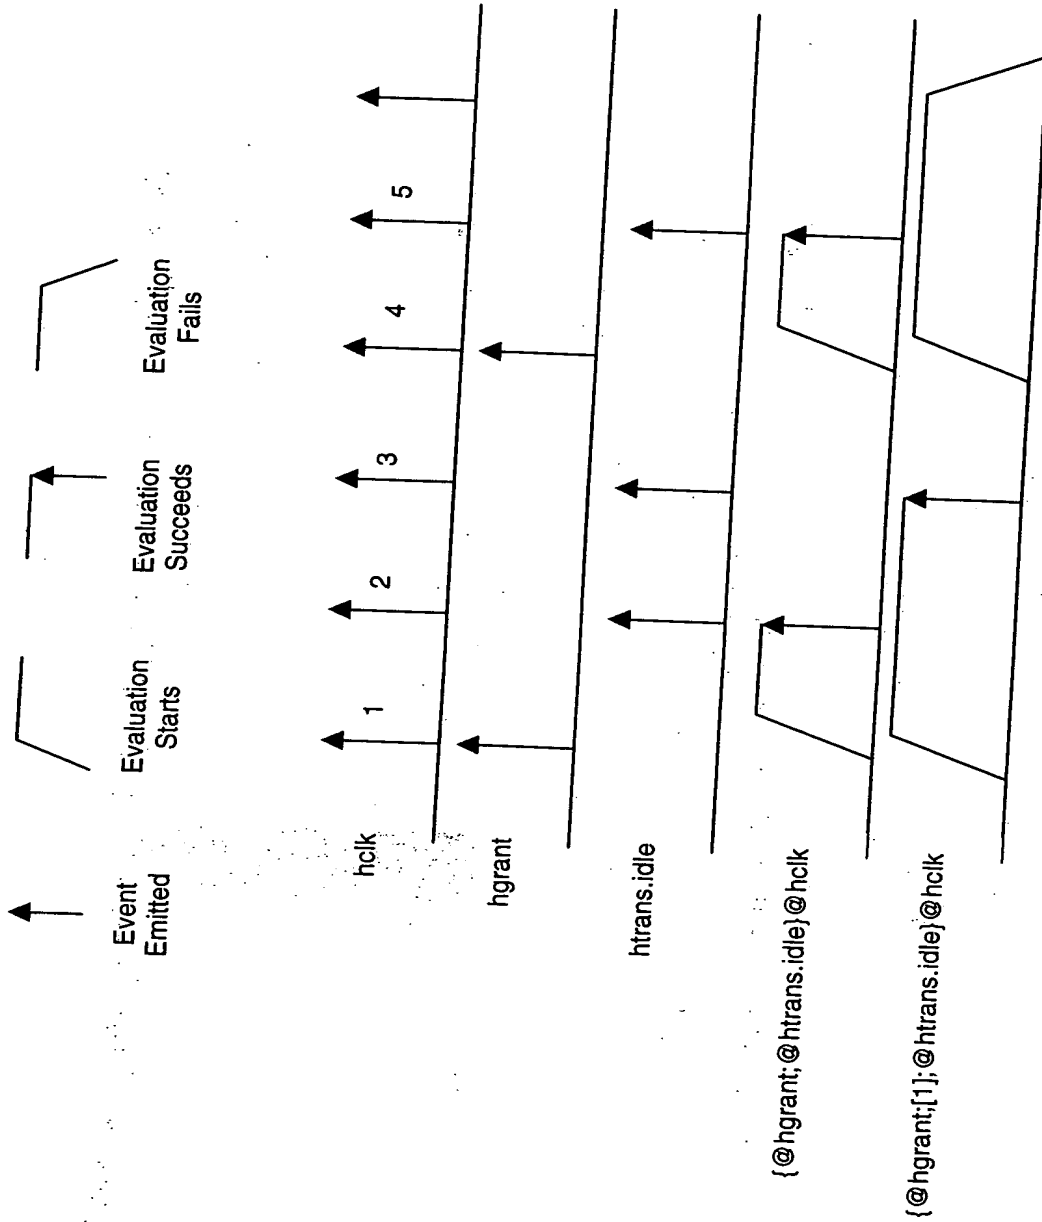 Event
Emitted
Evaluation
Starts
Evaluation
Succeeds
Evaluation
Fails
hclk
1
2
3
4
5
hgrant
htrans.idle
{@hgrant;@htrans.idle}@hclk
{@hgrant;[1];@htrans.idle}@hclk